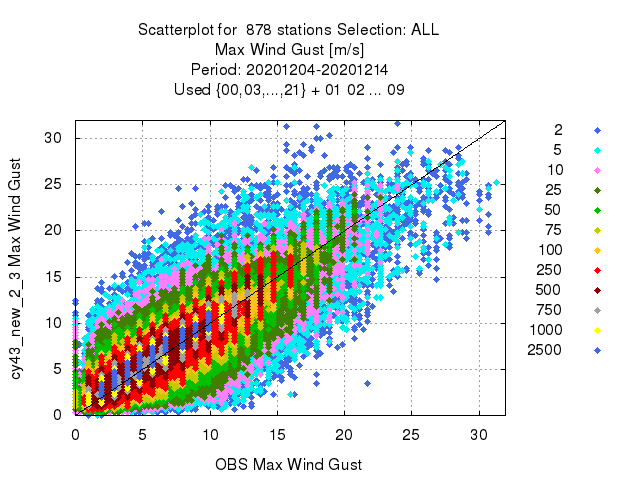 Scatterplot for 878 stations Selection: ALL
Max Wind Gust [m/s]
Period: 20201204-20201214
Used {00,03,...,21} + 01 02 ... 09
cy43_new_2_3 Max Wind Gust
30
25
20
15
10
5
0
0 5 10 15 20 25 30
OBS Max Wind Gust
2
5
10
25
50
75
100
250
500
750
1000
2500